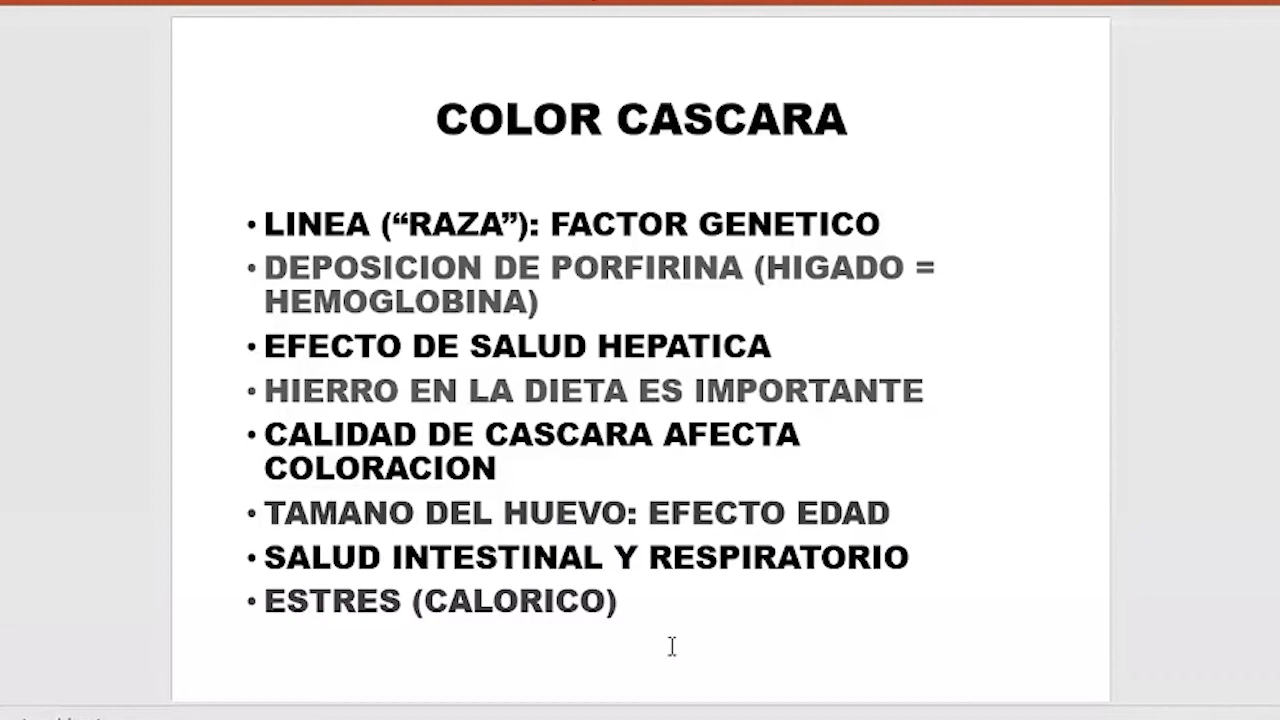 COLOR CASCARA
• LINEA (“RAZA”): FACTOR GENETICO
• DEPOSICION DE PORFIRINA (HIGADO =
HEMOGLOBINA)
• EFECTO DE SALUD HEPATICA
• HIERRO EN LA DIETA ES IMPORTANTE
• CALIDAD DE CASCARA AFECTA
COLORACION
• TAMANO DEL HUEVO: EFECTO EDAD
• SALUD INTESTINAL Y RESPIRATORIO
• ESTRES (CALORICO)